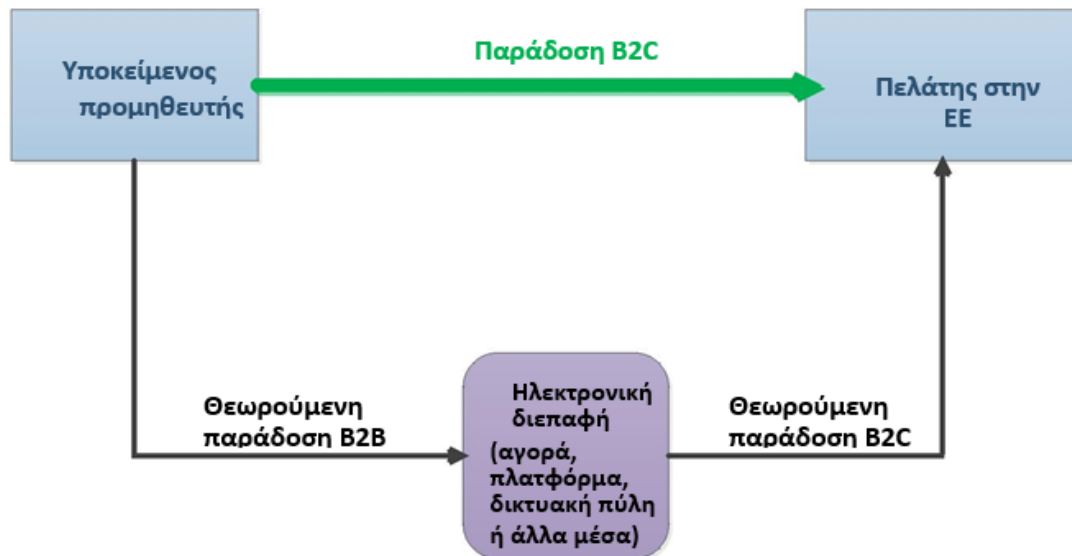 Παράδοση B2C
Υποκείμενος
προμηθευτής
Πελάτης στην
ΕΕ
Θεωρούμενη
παράδοση B2B
Ηλεκτρονική
διεπαφή
(αγορά,
πλατφόρμα,
δικτυακή πύλη
ή άλλα μέσα)
Θεωρούμενη
παράδοση B2C